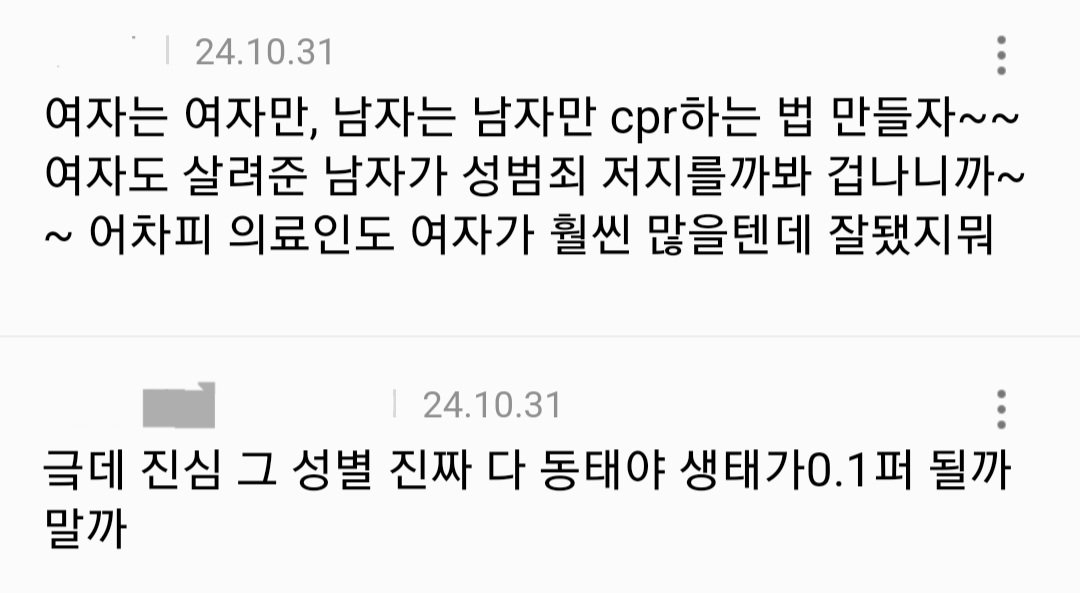 24.10.31
여자는 여자만, 남자는 남자만 cpr하는 법 만들자~~
여자도 살려준 남자가 성범죄 저지를까봐 겁나니까~
~ 어차피 의료인도 여자가 훨씬 많을텐데 잘됐지뭐
24.10.31
긐데 진심 그 성별 진짜 다 동태야 생태가0.1퍼 될까
말까